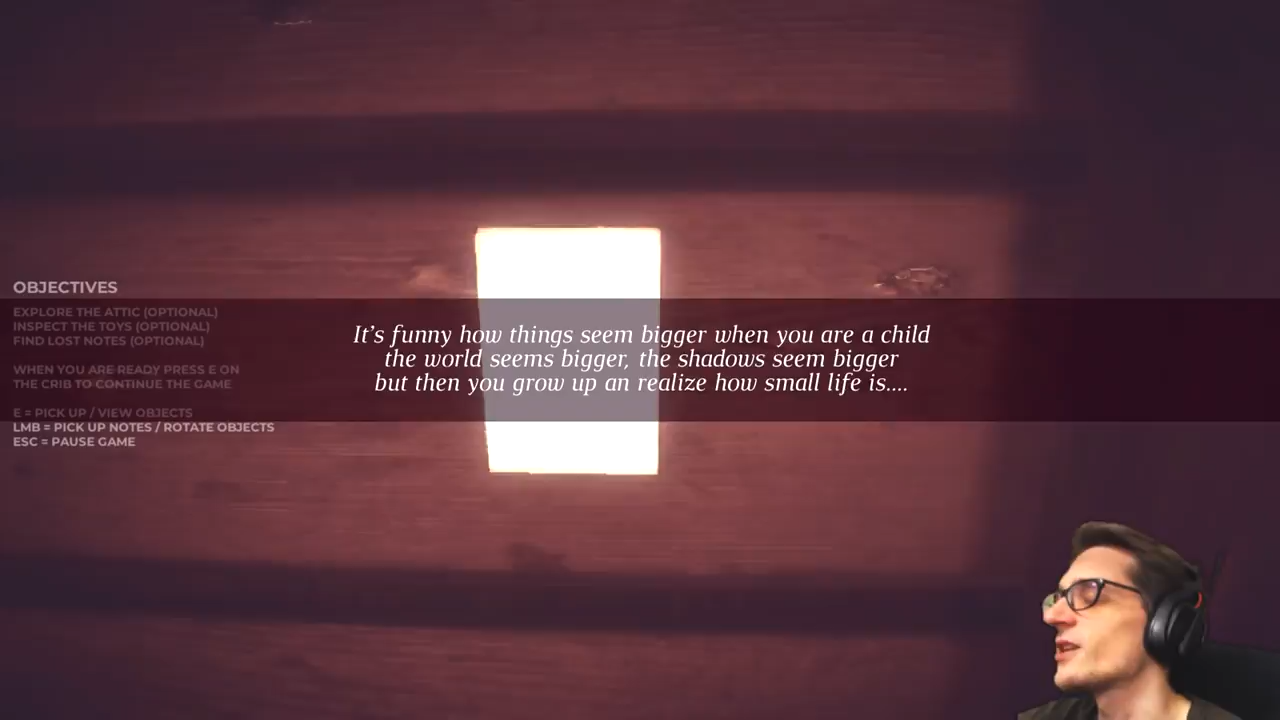 OBJECTIVES
EXPLORE THE ATTIC (OPTIONAL)
INSPECT THE TOYS (OPTIONAL)
FIND LOST NOTES (OPTIONAL)
WHEN YOU ARE READY PRESS E ON
THE CRIB TO CONTINUE THE GAME
E = PICK UP / VIEW OBJECTS
LMB = PICK UP NOTES / ROTATE OBJECTS
ESC = PAUSE GAME
It's funny how things seem bigger when you are a child
the world seems bigger, the shadows seem bigger
but then you grow up an realize how small life is....